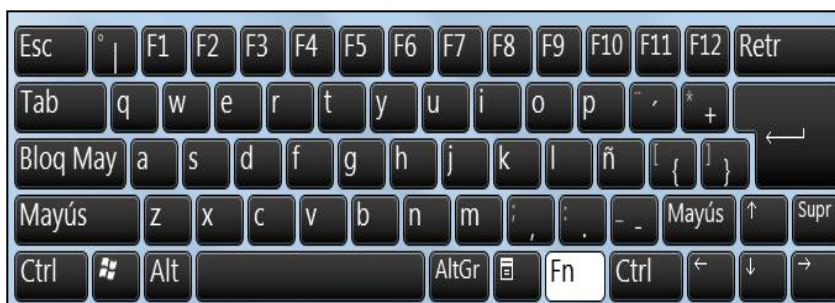 Esc ° | F1 F2 F3 F4 F5 F6 F7 F8 F9 F10 F11 F12 Retr
Tab q w e r t y u i o p ¨ ´ * +
Bloq May a s d f g h j k l ñ [ { ] }
Mayús z x c v b n m ; , : . _ - Mayús ↑ Supr
Ctrl Alt AltGr Fn Ctrl ← ↓ →